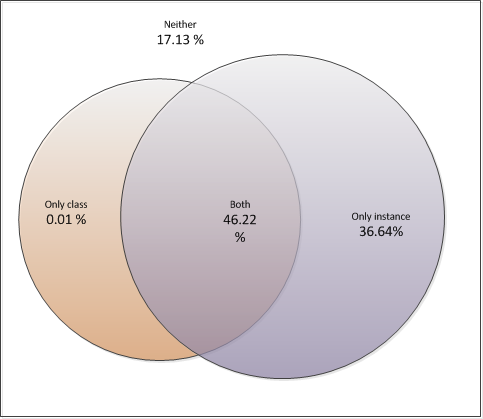 Neither
17.13 %
Only class
0.01 %
Both
46.22
%
Only instance
36.64%